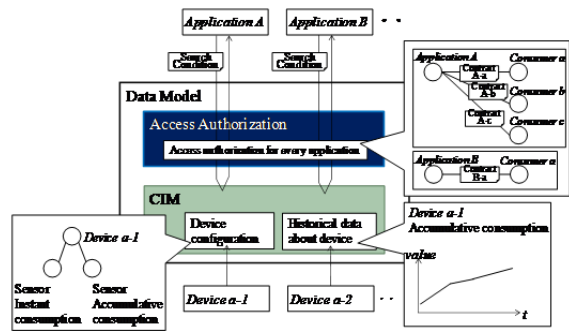 Application A
Application B
Search
Condition
Search
Condition
Data Model
Access Authorization
Access authorization for every application
CIM
Device
configuration
Historical data
about device
Device a-1
Device a-2
Application A
Consumer a
Contract
A-a
Consumer b
Contract
A-b
Consumer c
Contract
A-c
Application B
Consumer a
Contract
B-a
Device a-1
Sensor
Instant
consumption
Sensor
Accumulative
consumption
Device a-1
Accumulative consumption
value
t